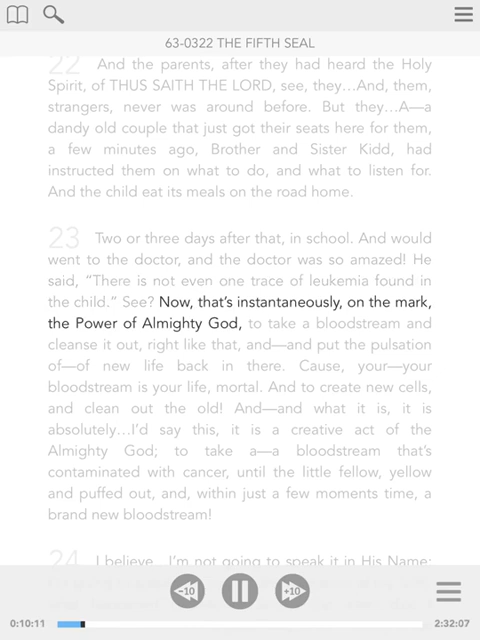 63-0322 THE FIFTH SEAL
22 And the parents, after they had heard the Holy
Spirit, of THUS SAITH THE LORD, see, they…And, them,
strangers, never was around before. But they…A—a
dandy old couple that just got their seats here for them,
a few minutes ago, Brother and Sister Kidd, had
instructed them on what to do, and what to listen for.
And the child eat its meals on the road home.
23 Two or three days after that, in school. And would
went to the doctor, and the doctor was so amazed! He
said, “There is not even one trace of leukemia found in
the child.” See? Now, that’s instantaneously, on the mark,
the Power of Almighty God, to take a bloodstream and
cleanse it out, right like that, and—and put the pulsation
of—of new life back in there. Cause, your—your
bloodstream is your life, mortal. And to create new cells,
and clean out the old! And—and what it is, it is
absolutely…I’d say this, it is a creative act of the
Almighty God; to take a—a bloodstream that’s
contaminated with cancer, until the little fellow, yellow
and puffed out, and, within just a few moments time, a
brand new bloodstream!
24 I believe…I’m not going to speak it in His Name;
-10 +10
0:10:11 2:32:07